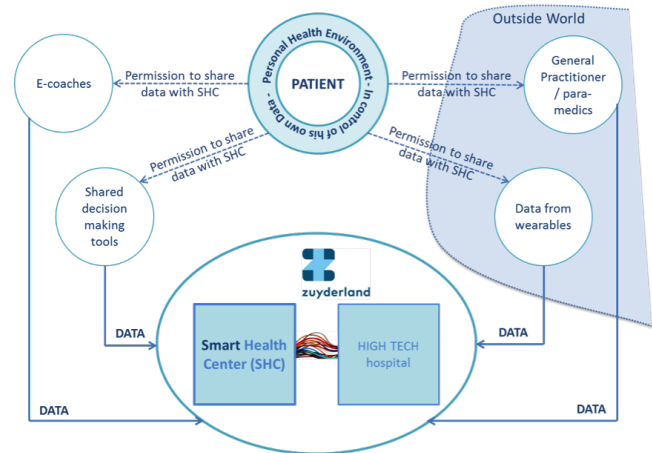 Outside World
Personal Health Environment - In control of his own Data -
PATIENT
E-coaches
Permission to share
data with SHC
Permission to share
data with SHC
General
Practitioner
/ para-
medics
Permission to share
data with SHC
Permission to share
data with SHC
Shared
decision
making
tools
Data from
wearables
zuyderland
DATA
DATA
Smart Health
Center (SHC)
HIGH TECH
hospital
DATA
DATA